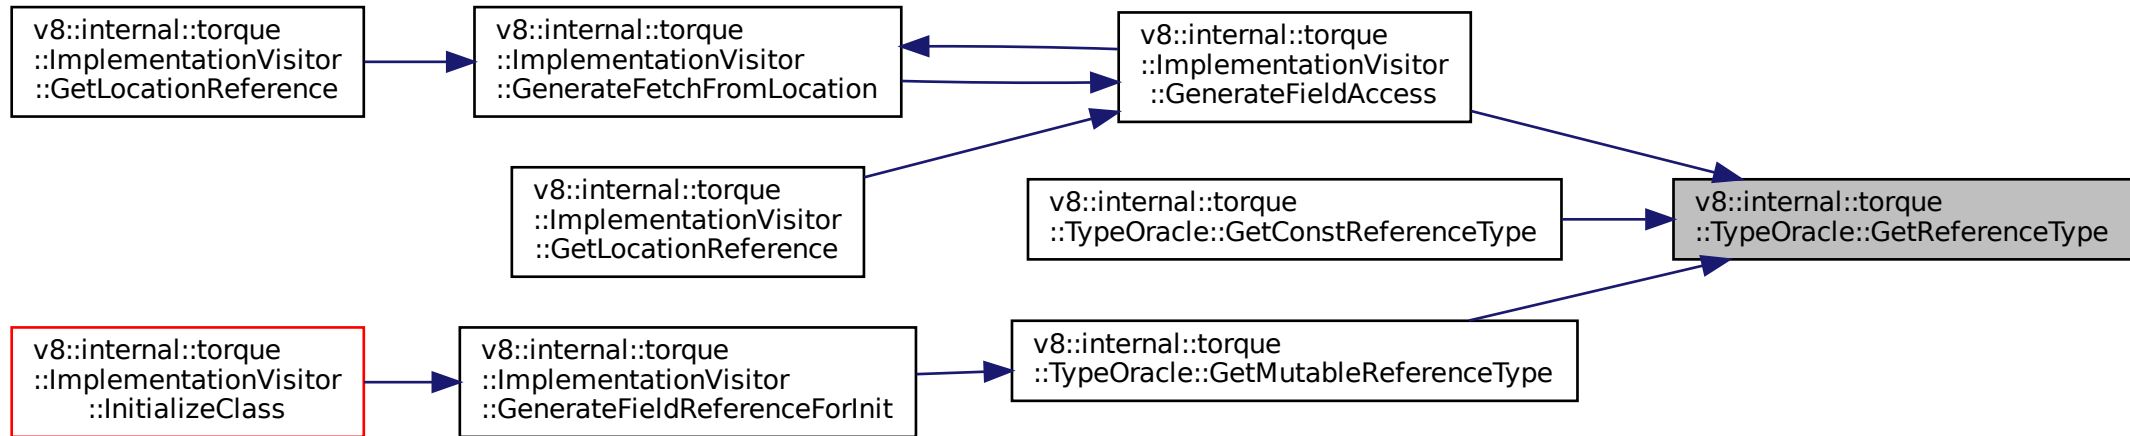 v8::internal::torque
::ImplementationVisitor
::GetLocationReference
v8::internal::torque
::ImplementationVisitor
::GenerateFetchFromLocation
v8::internal::torque
::ImplementationVisitor
::GenerateFieldAccess
v8::internal::torque
::ImplementationVisitor
::GetLocationReference
v8::internal::torque
::TypeOracle::GetConstReferenceType
v8::internal::torque
::TypeOracle::GetReferenceType
v8::internal::torque
::ImplementationVisitor
::InitializeClass
v8::internal::torque
::ImplementationVisitor
::GenerateFieldReferenceForInit
v8::internal::torque
::TypeOracle::GetMutableReferenceType